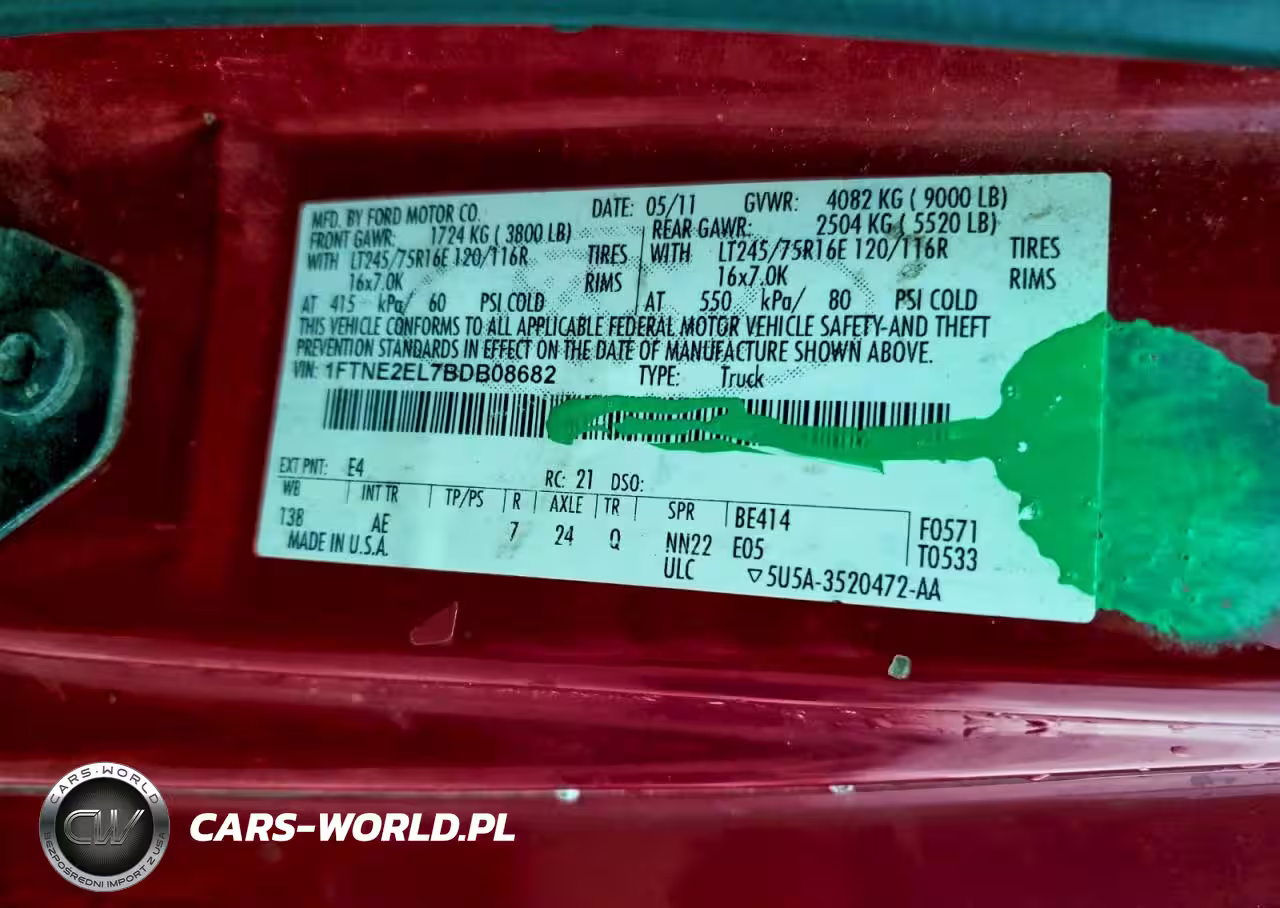 MFD. BY FORD MOTOR CO. DATE: 05/11 GVWR: 4082 KG ( 9000 LB)
FRONT GAWR: 1724 KG ( 3800 LB) REAR GAWR: 2504 KG ( 5520 LB)
WITH LT245/75R16E 120/116R TIRES WITH LT245/75R16E 120/116R TIRES
16x7.0K RIMS 16x7.0K RIMS
AT 415 kPa/ 60 PSI COLD AT 550 kPa/ 80 PSI COLD
THIS VEHICLE CONFORMS TO ALL APPLICABLE FEDERAL MOTOR VEHICLE SAFETY AND THEFT
PREVENTION STANDARDS IN EFFECT ON THE DATE OF MANUFACTURE SHOWN ABOVE.
VIN: 1FTNE2EL7BDB08682 TYPE: Truck
EXT PNT: E4 RC: 21 DSO:
WB INT TR TP/PS R AXLE TR SPR BE414 F0571
138 AE 7 24 Q NN22 E05 T0533
MADE IN U.S.A. ULC ▽5U5A-3520472-AA
CARS-WORLD
CW
BEZPOŚREDNI IMPORT Z USA
CARS-WORLD.PL